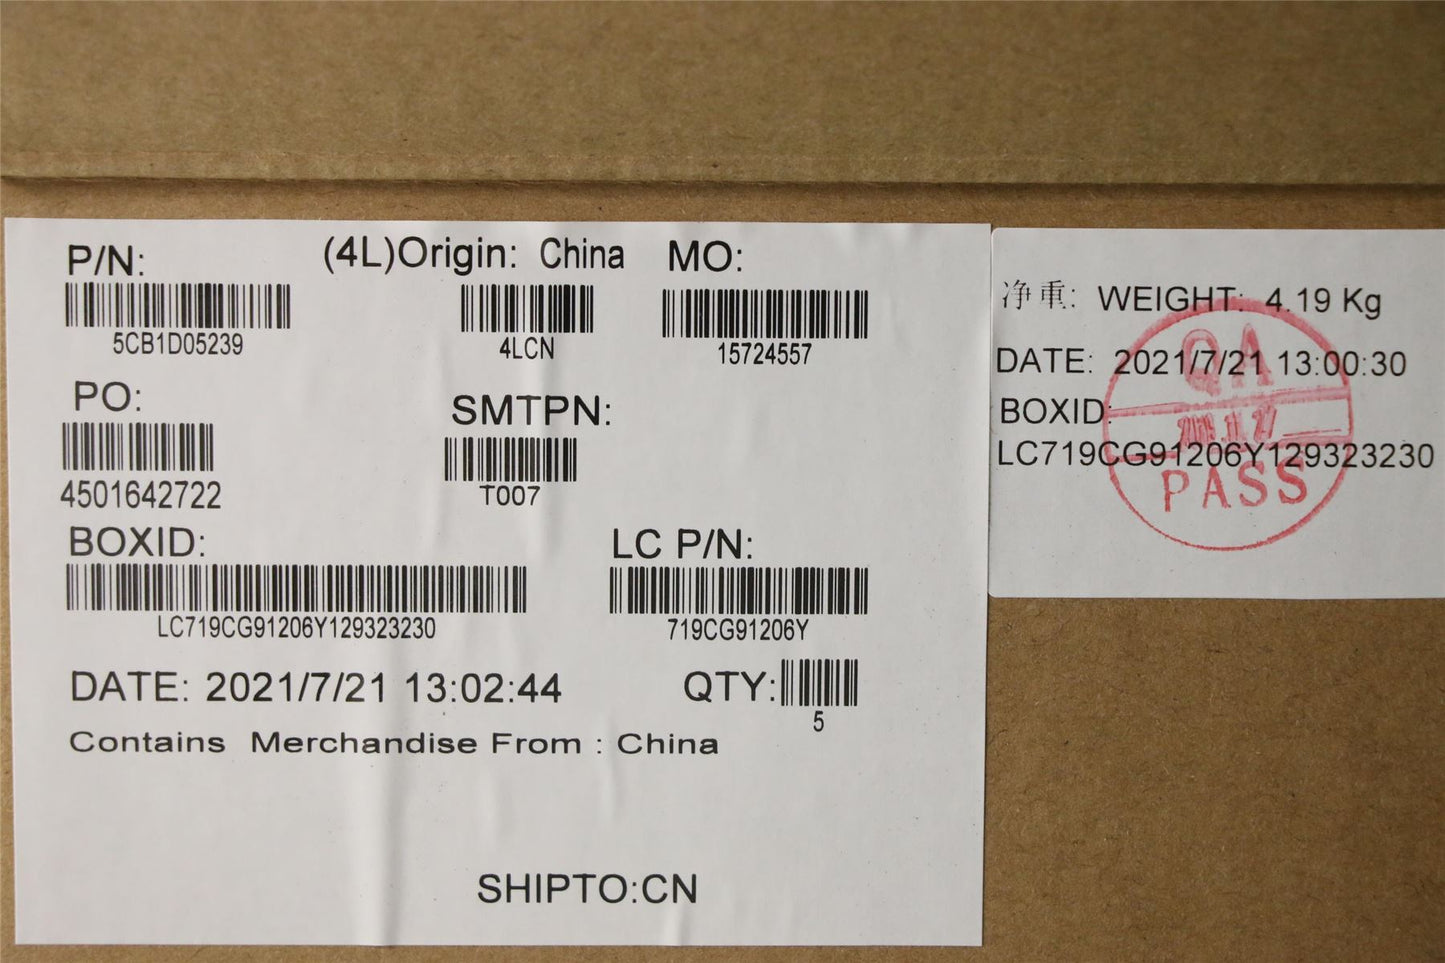 P/N:
(4L)Origin: China
MO:
5CB1D05239
4LCN
15724557
PO:
SMTPN:
4501642722
T007
BOXID:
LC P/N:
LC719CG91206Y129323230
719CG91206Y
DATE: 2021/7/21 13:02:44
QTY:
5
Contains Merchandise From : China
SHIPTO:CN
净重: WEIGHT: 4.19 Kg
DATE: 2021/7/21 13:00:30
BOXID:
LC719CG91206Y129323230
QA
PASS